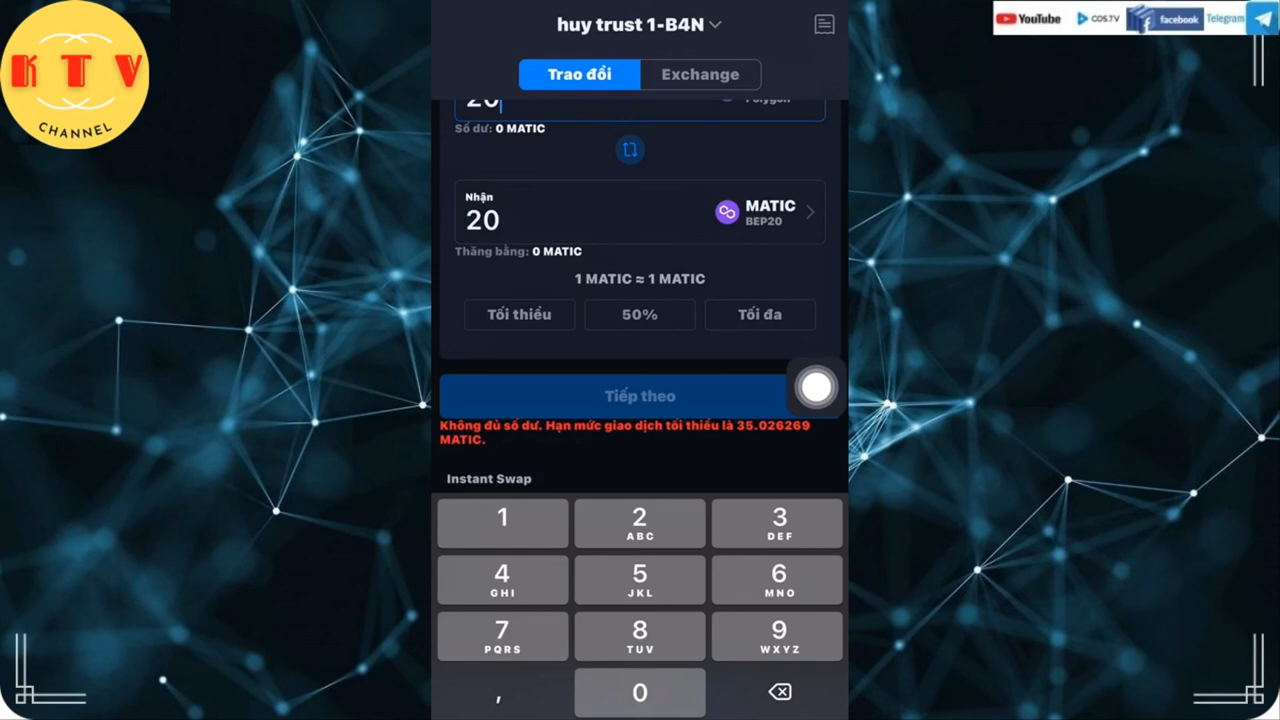 K T V
CHANNEL
YouTube
COS.TV
facebook
Telegram
huy trust 1-B4N
Trao đổi
Exchange
20
Polygon
Số dư: 0 MATIC
Nhận
20
MATIC
BEP20
Thăng bằng: 0 MATIC
1 MATIC ≈ 1 MATIC
Tối thiểu
50%
Tối đa
Tiếp theo
Không đủ số dư. Hạn mức giao dịch tối thiểu là 35.026269
MATIC.
Instant Swap
1
2
ABC
3
DEF
4
GHI
5
JKL
6
MNO
7
PQRS
8
TUV
9
WXYZ
,
0